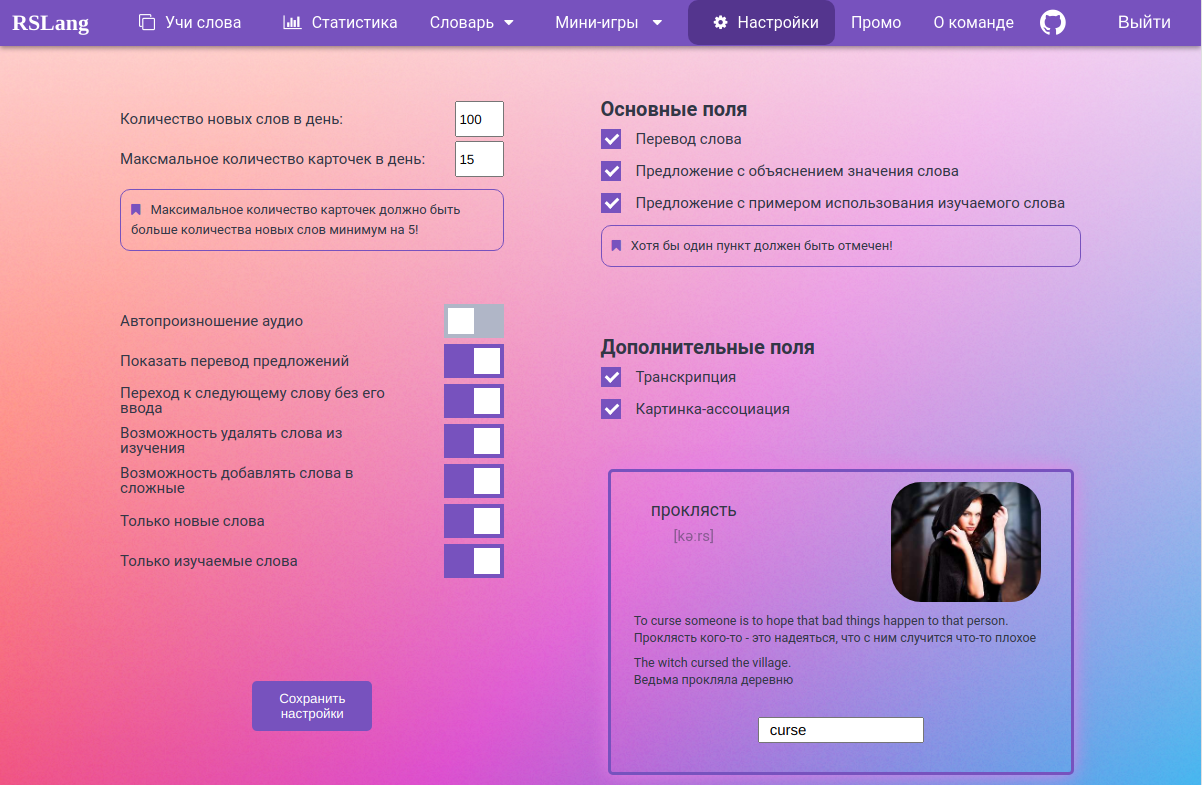 RSLang
Учи слова
Статистика
Словарь
Мини-игры
Настройки
Промо
О команде
Выйти
Количество новых слов в день:
100
Максмальное количество карточек в день:
15
Максимальное количество карточек должно быть
больше количества новых слов минимум на 5!
Автопроизношение аудио
Показать перевод предложений
Переход к следующему слову без его
ввода
Возможность удалять слова из
изучения
Возможность добавлять слова в
сложные
Только новые слова
Только изучаемые слова
Сохранить
настройки
Основные поля
Перевод слова
Предложение с объяснением значения слова
Предложение с примером использования изучаемого слова
Хотя бы один пункт должен быть отмечен!
Дополнительные поля
Транскрипция
Картинка-ассоциация
проклясть
[kəːrs]
To curse someone is to hope that bad things happen to that person.
Проклясть кого-то - это надеяться, что с ним случится что-то плохое
The witch cursed the village.
Ведьма прокляла деревню
curse